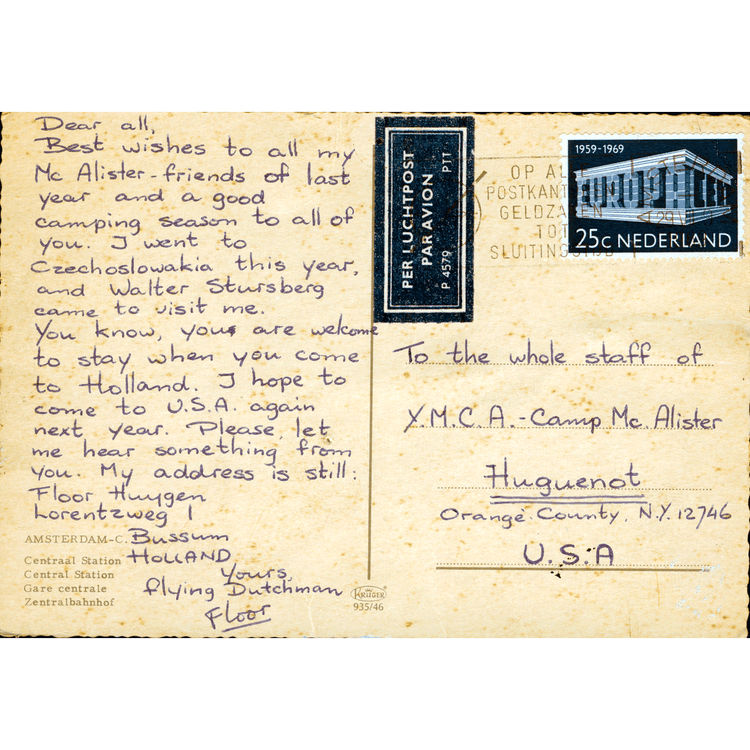 Dear all,
Best wishes to all my
Mc Alister-friends of last
year and a good
camping season to all of
you. I went to
Czechoslowakia this year,
and Walter Stursberg
came to visit me.
You know, yous are welcome
to stay when you come
to Holland. I hope to
come to U.S.A. again
next year. Please, let
me hear something from
you. My address is still:
Floor Huygen
Lorentzweg 1
Bussum
HOLLAND
Yours,
flying Dutchman
Floor
AMSTERDAM-C.
Centraal Station
Central Station
Gare centrale
Zentralbahnhof
KRÜGER
935/46
PER LUCHTPOST
PAR AVION
P 4579 PTT
OP
POSTKANT
GELDZA
TOT
SLUITINGSTIJD
1959-1969
EUROPA
25c NEDERLAND
To the whole staff of
Y.M.C.A.-Camp Mc. Alister
Huguenot
Orange County, N.Y. 12746
U.S.A